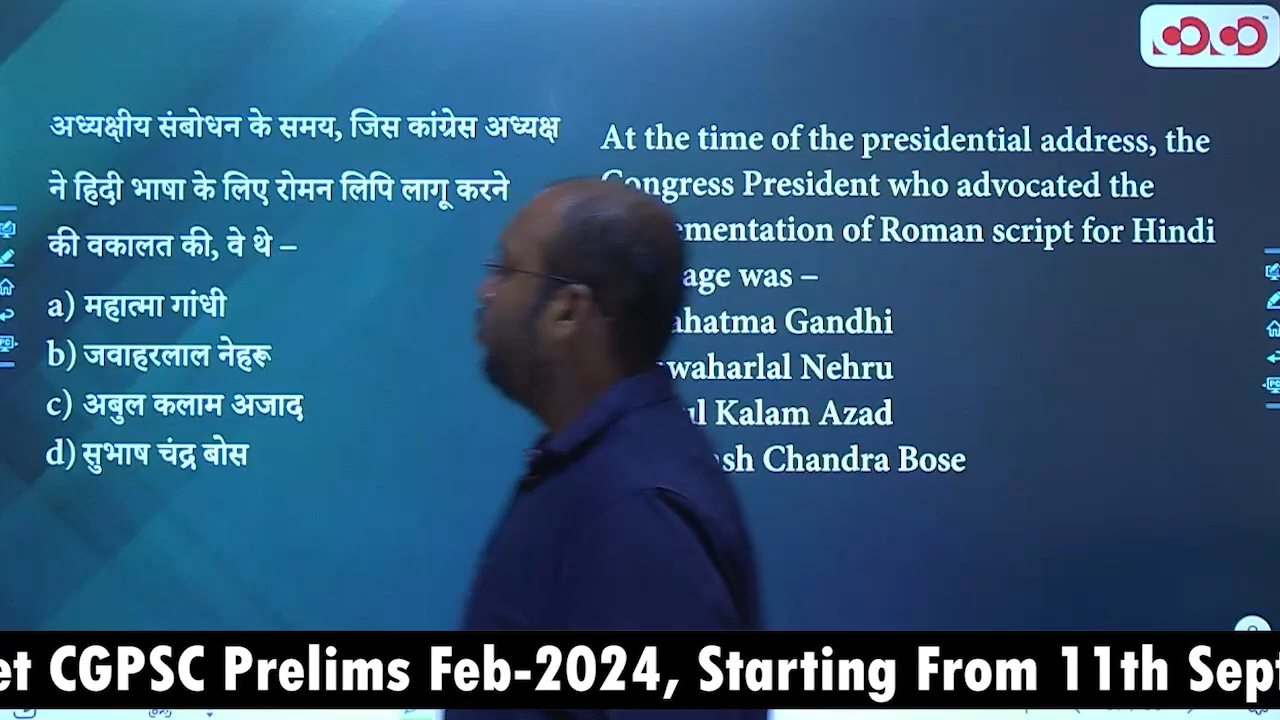 अध्यक्षीय संबोधन के समय, जिस कांग्रेस अध्यक्ष
ने हिदी भाषा के लिए रोमन लिपि लागू करने
की वकालत की, वे थे –
a) महात्मा गांधी
b) जवाहरलाल नेहरू
c) अबुल कलाम अजाद
d) सुभाष चंद्र बोस
At the time of the presidential address, the
Congress President who advocated the
ementation of Roman script for Hindi
age was –
ahatma Gandhi
waharlal Nehru
ul Kalam Azad
sh Chandra Bose
et CGPSC Prelims Feb-2024, Starting From 11th Sept